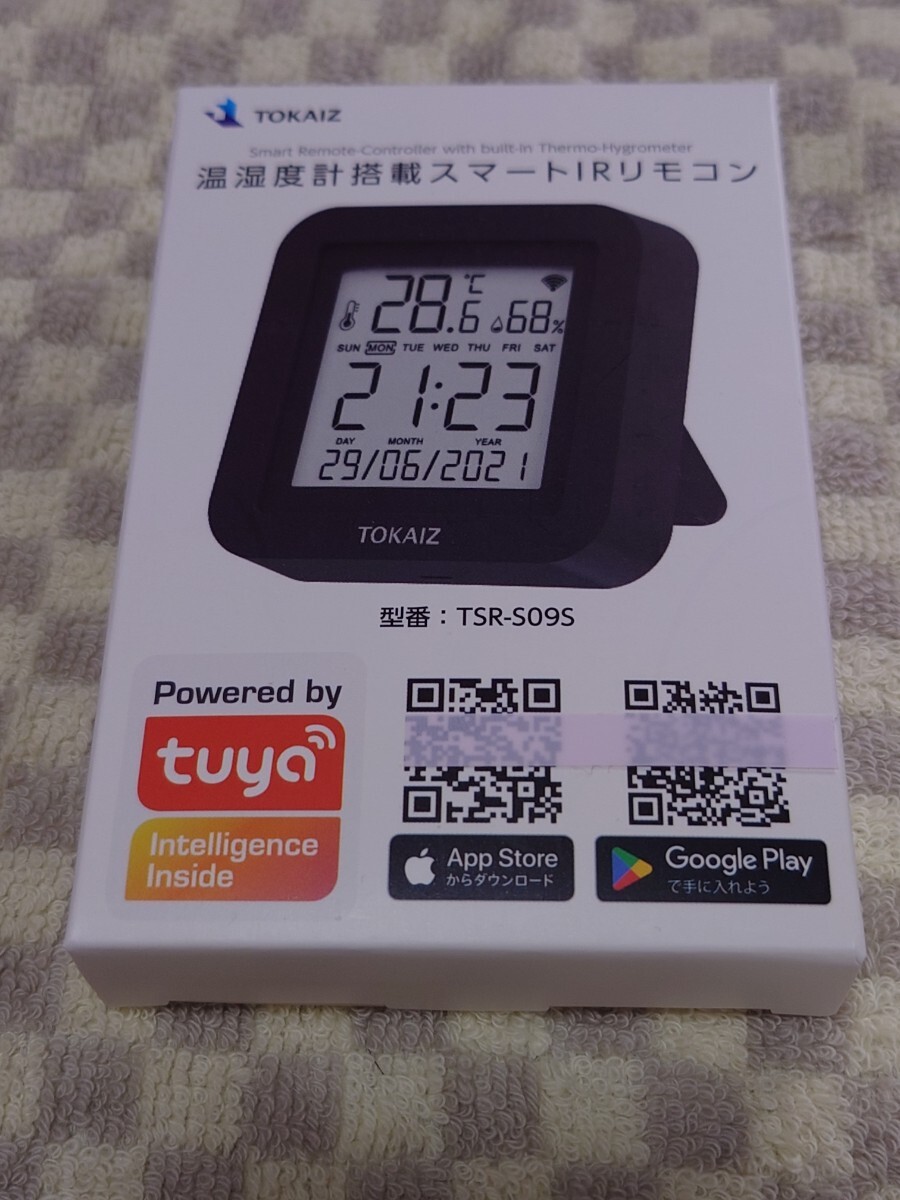 TOKAIZ
Smart Remote-Controller with built-in Thermo-Hygrometer
温湿度計搭載スマートIRリモコン
28.6℃ 68%
SUN MON TUE WED THU FRI SAT
21:23
DAY MONTH YEAR
29/06/2021
TOKAIZ
型番：TSR-S09S
Powered by
tuya
Intelligence
Inside
App Store
からダウンロード
Google Play
で手に入れよう